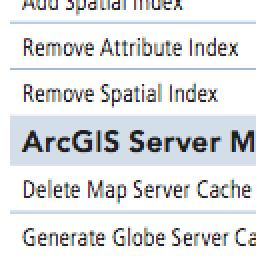 Add Spatial Index
Remove Attribute Index
Remove Spatial Index
ArcGIS Server M
Delete Map Server Cache
Generate Globe Server Ca